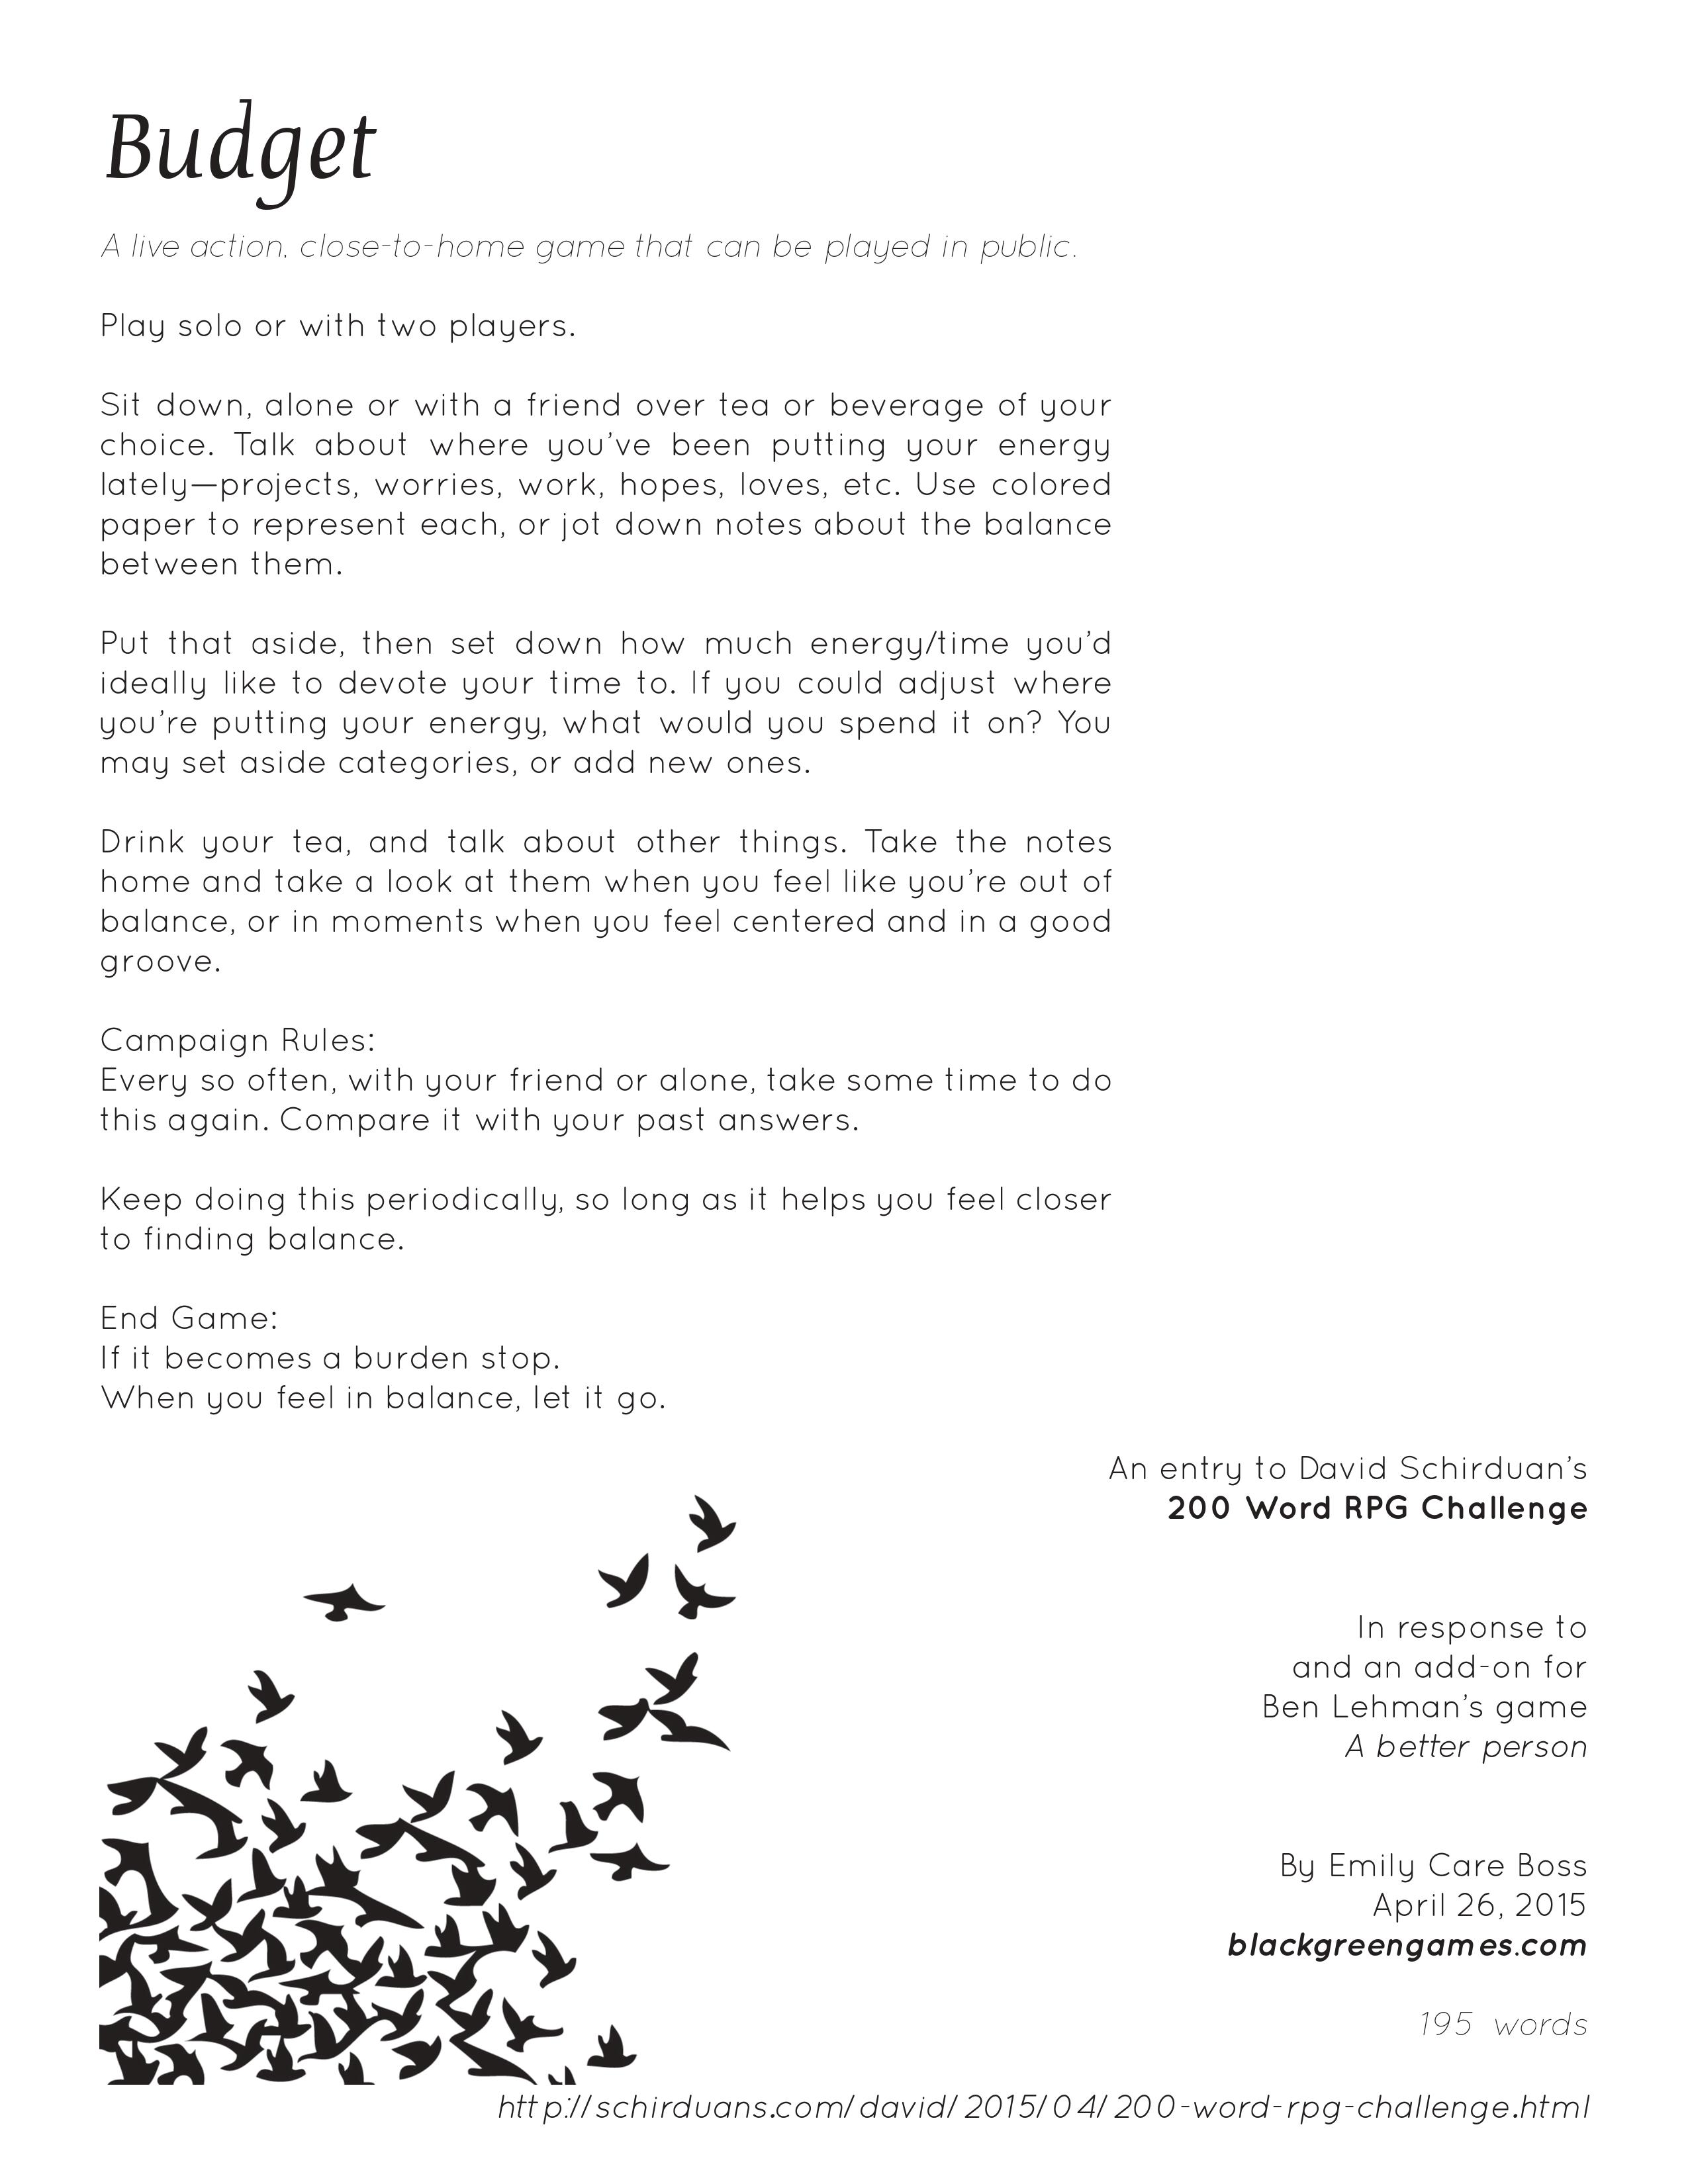 Budget
A live action, close-to-home game that can be played in public.
Play solo or with two players.
Sit down, alone or with a friend over tea or beverage of your
choice. Talk about where you’ve been putting your energy
lately—projects, worries, work, hopes, loves, etc. Use colored
paper to represent each, or jot down notes about the balance
between them.
Put that aside, then set down how much energy/time you’d
ideally like to devote your time to. If you could adjust where
you’re putting your energy, what would you spend it on? You
may set aside categories, or add new ones.
Drink your tea, and talk about other things. Take the notes
home and take a look at them when you feel like you’re out of
balance, or in moments when you feel centered and in a good
groove.
Campaign Rules:
Every so often, with your friend or alone, take some time to do
this again. Compare it with your past answers.
Keep doing this periodically, so long as it helps you feel closer
to finding balance.
End Game:
If it becomes a burden stop.
When you feel in balance, let it go.
An entry to David Schirduan’s
200 Word RPG Challenge
In response to
and an add-on for
Ben Lehman’s game
A better person
By Emily Care Boss
April 26, 2015
blackgreengames.com
195 words
http://schirduans.com/david/2015/04/200-word-rpg-challenge.html